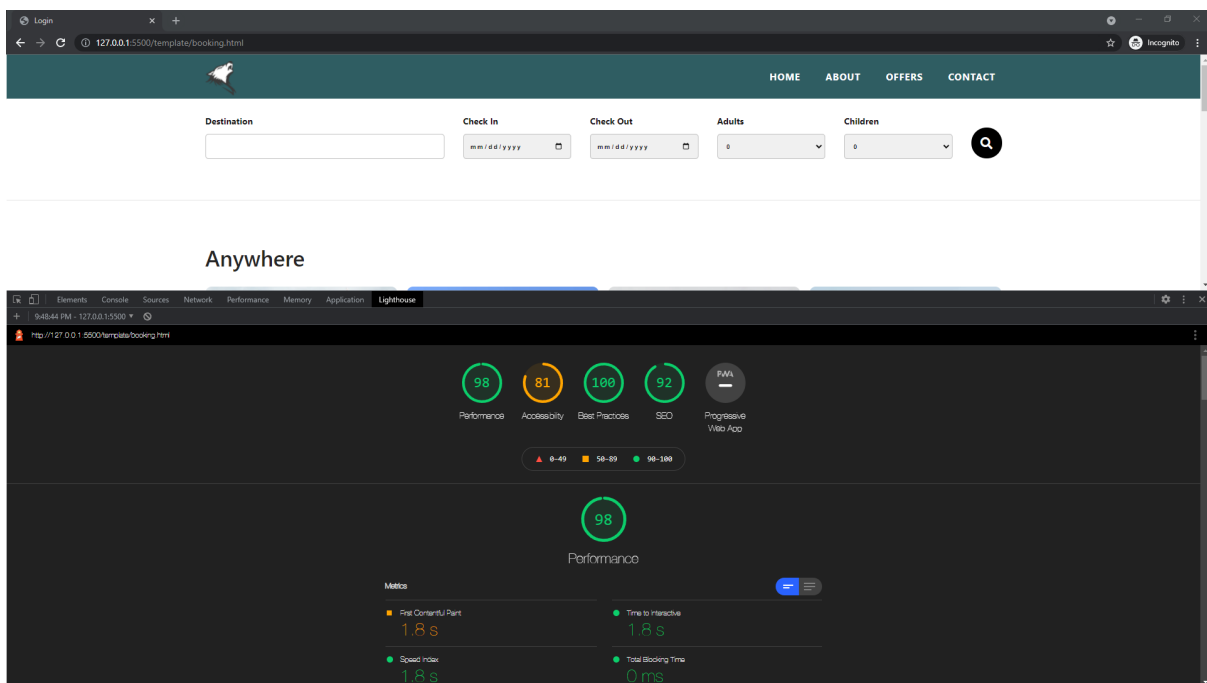 Login
127.0.0.1:5500/template/booking.html
Incognito
HOME ABOUT OFFERS CONTACT
Destination Check In Check Out Adults Children
mm/dd/yyyy mm/dd/yyyy 0 0
Anywhere
Elements Console Sources Network Performance Memory Application Lighthouse
9:48:44 PM - 127.0.0.1:5500
http://127.0.0.1:5500/template/booking.html
98 81 100 92 PWA
Performance Accessibility Best Practices SEO Progressive
Web App
0–49 50–89 90–100
98
Performance
Metrics
First Contentful Paint Time to Interactive
1.8 s 1.8 s
Speed Index Total Blocking Time
1.8 s 0 ms